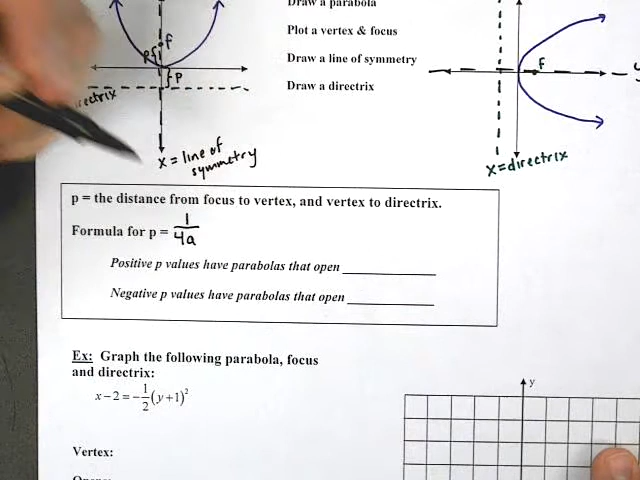 Draw a parabola
Plot a vertex & focus
Draw a line of symmetry
Draw a directrix
P{ f
}P
x = line of
symmetry
F
x = directrix
p = the distance from focus to vertex, and vertex to directrix.
Formula for p = 1/4a
Positive p values have parabolas that open ____________
Negative p values have parabolas that open ____________
Ex: Graph the following parabola, focus
and directrix:
x-2=-1/2(y+1)²
y
Vertex: